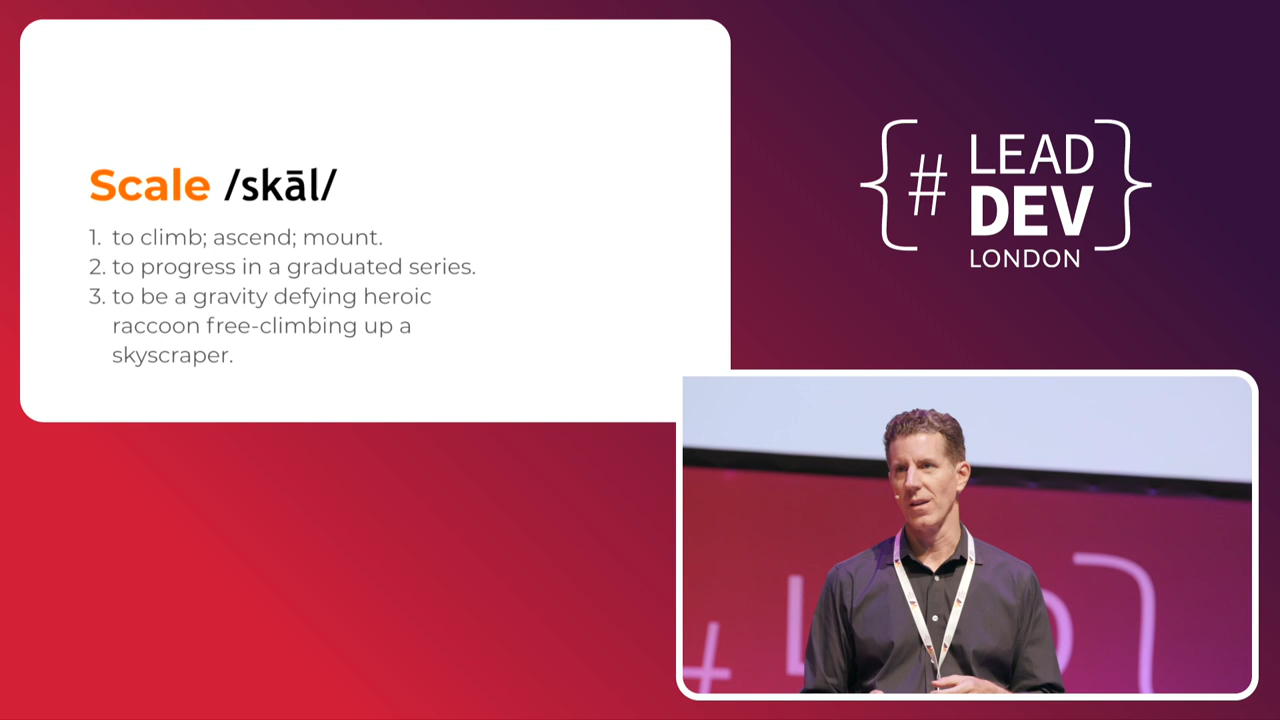 Scale /skāl/
1. to climb; ascend; mount.
2. to progress in a graduated series.
3. to be a gravity defying heroic
raccoon free-climbing up a
skyscraper.
{# LEAD
DEV}
LONDON
# L D }